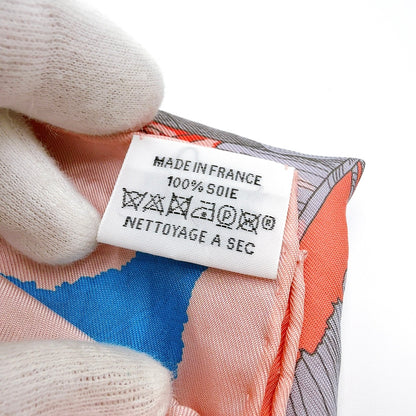 MADE IN FRANCE
100% SOIE
P ®
NETTOYAGE A SEC